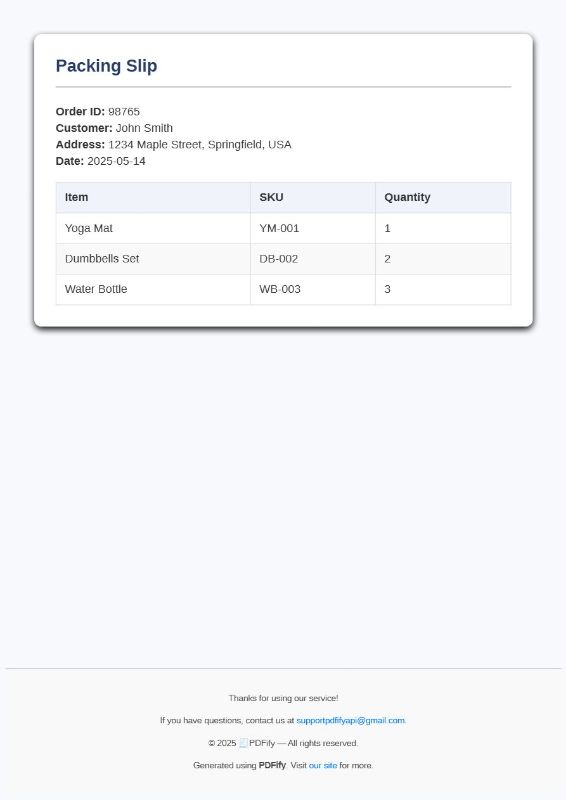 Packing Slip
Order ID: 98765
Customer: John Smith
Address: 1234 Maple Street, Springfield, USA
Date: 2025-05-14
Item SKU Quantity
Yoga Mat YM-001 1
Dumbbells Set DB-002 2
Water Bottle WB-003 3
Thanks for using our service!
If you have questions, contact us at supportpdfifyapi@gmail.com.
© 2025 🧾PDFify — All rights reserved.
Generated using PDFify. Visit our site for more.